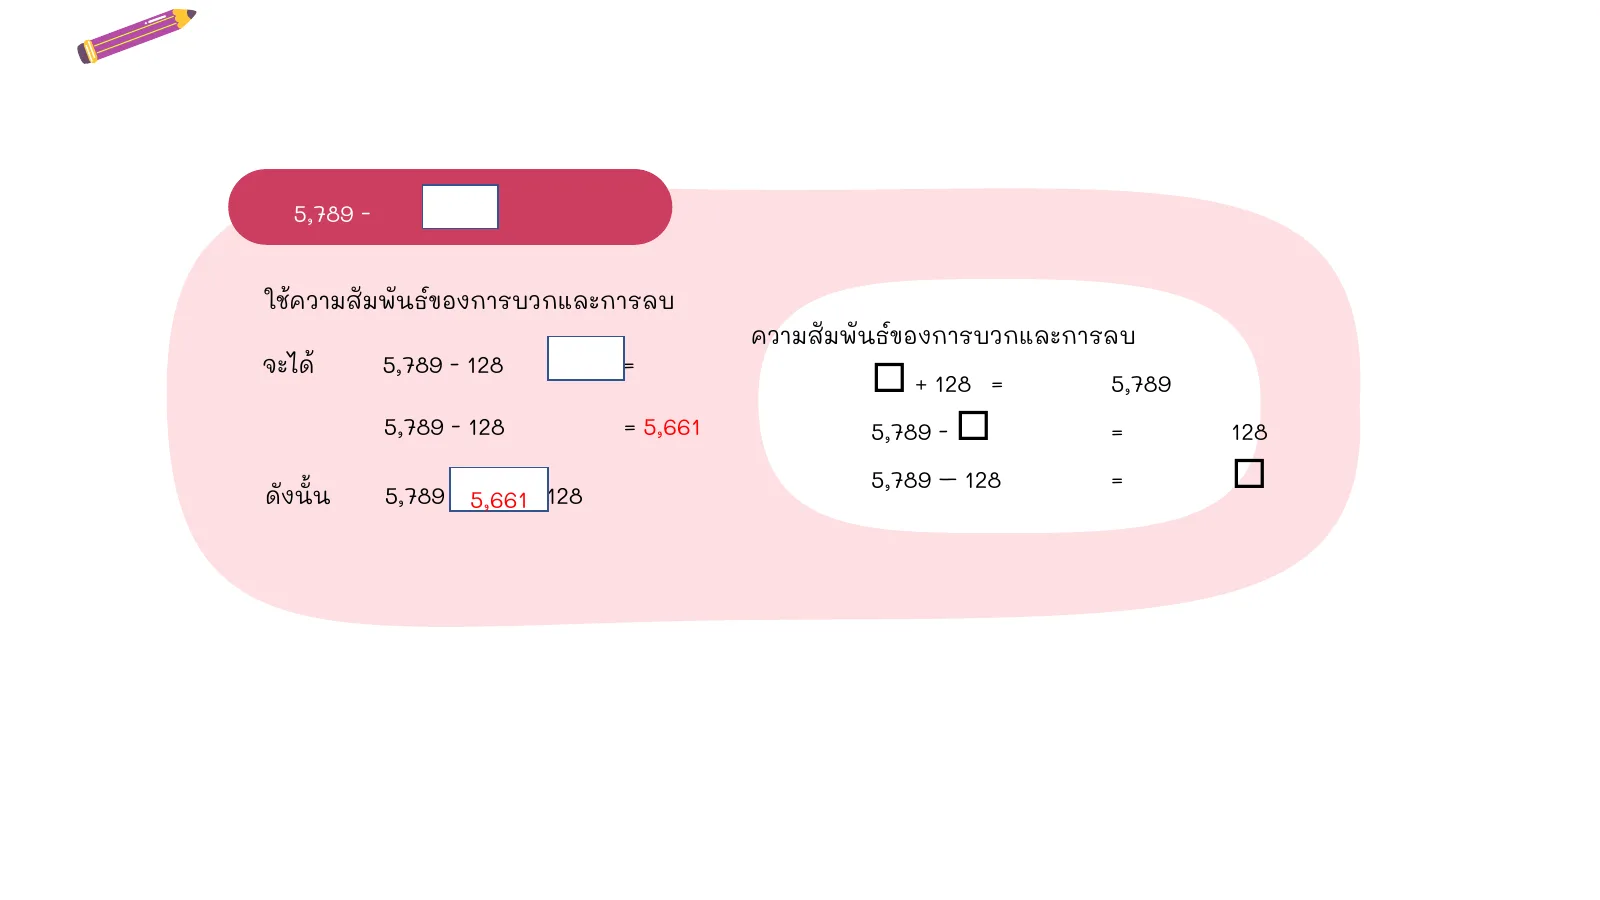 5,789 -
ใช้ความสัมพันธ์ของการบวกและการลบ
จะได้ 5,789 - 128 =
5,789 - 128 = 5,661
ดังนั้น 5,789 5,661 128
ความสัมพันธ์ของการบวกและการลบ
□ + 128 = 5,789
5,789 - □ = 128
5,789 – 128 = □